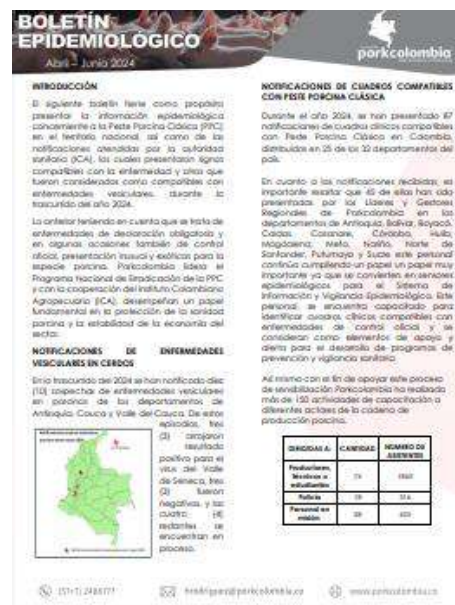 BOLETÍN
EPIDEMIOLÓGICO
Abril – Junio 2024
porkcolombia
INTRODUCCIÓN
El siguiente boletín tiene como propósito
presentar la información epidemiológica
concerniente a la Peste Porcina Clásica (PPC)
en el territorio nacional, así como de las
notificaciones atendidas por la autoridad
sanitaria (ICA), los cuales presentaron signos
compatibles con la enfermedad y otros que
fueron considerados como compatibles con
enfermedades vesiculares, durante lo
transcurrido del año 2024.
Lo anterior teniendo en cuenta que se trata de
enfermedades de declaración obligatoria y
en algunas ocasiones también de control
oficial, presentación inusual y exóticas para la
especie porcina. Porkcolombia lidera el
Programa Nacional de Erradicación de la PPC
y con la cooperación del Instituto Colombiano
Agropecuario (ICA), desempeñan un papel
fundamental en la protección de la sanidad
porcina y la estabilidad de la economía del
sector.
NOTIFICACIONES DE ENFERMEDADES
VESICULARES EN CERDOS
En lo trascurrido del 2024 se han notificado diez
(10) sospechas de enfermedades vesiculares
en porcinos de los departamentos de
Antioquia, Cauca y Valle del Cauca. De estos
episodios, tres
(3) arrojaron
resultado
positivo para el
virus del Valle
de Séneca, tres
(3) fueron
negativos, y los
cuatro (4)
restantes se
encuentran en
proceso.
NOTIFICACIONES DE CUADROS COMPATIBLES
CON PESTE PORCINA CLÁSICA
Durante el año 2024, se han presentado 87
notificaciones de cuadros clínicos compatibles
con Peste Porcina Clásica en Colombia,
distribuidos en 25 de los 32 departamentos del
país.
En cuanto a las notificaciones recibidas, es
importante resaltar que 45 de ellas han sido
presentadas por los Líderes y Gestores
Regionales de Porkcolombia en los
departamentos de Antioquia, Bolívar, Boyacá,
Caldas, Casanare, Córdoba, Huila,
Magdalena, Meta, Nariño, Norte de
Santander, Putumayo y Sucre este personal
continúa cumpliendo un papel un papel muy
importante ya que se convierten en sensores
epidemiológicos para el Sistema de
Información y Vigilancia Epidemiológica. Este
personal, se encuentra capacitado para
identificar cuadros clínicos compatibles con
enfermedades de control oficial y se
consideran como elementos de apoyo y
alerta para el desarrollo de programas de
prevención y vigilancia sanitaria.
Así mismo con el fin de apoyar este proceso
de sensibilización Porkcolombia ha realizado
más de 150 actividades de capacitación a
diferentes actores de la cadena de
producción porcina.
DIRIGIDAS A: CANTIDAD NÚMERO DE
ASISTENTES
Productores,
técnicos o
estudiantes
Policía
Personal en
misión
www.porkcolombia.co